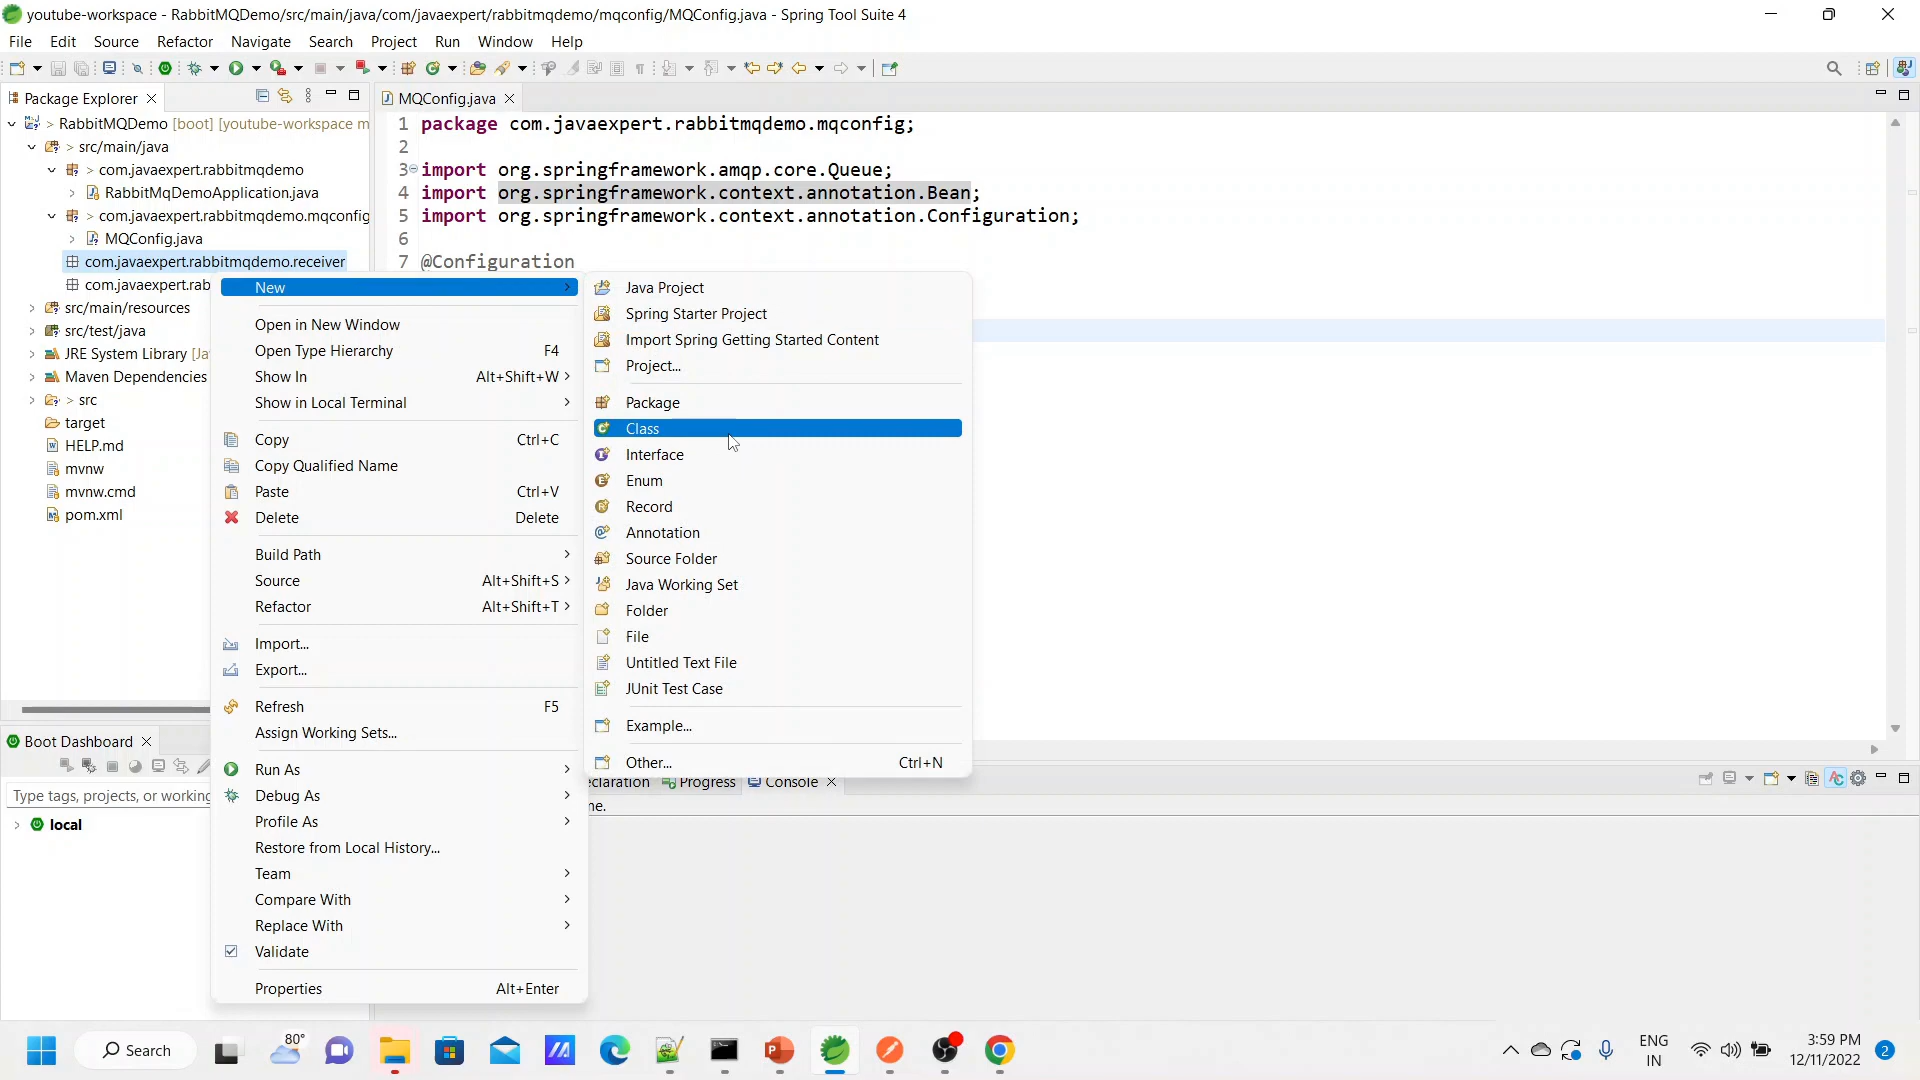 youtube-workspace - RabbitMQDemo/src/main/java/com/javaexpert/rabbitmqdemo/mqconfig/MQConfig.java - Spring Tool Suite 4
File Edit Source Refactor Navigate Search Project Run Window Help
Package Explorer
MQConfig.java
> RabbitMQDemo [boot] [youtube-workspace m
> src/main/java
> com.javaexpert.rabbitmqdemo
RabbitMqDemoApplication.java
> com.javaexpert.rabbitmqdemo.mqconfig
MQConfig.java
com.javaexpert.rabbitmqdemo.receiver
com.javaexpert.rab
src/main/resources
src/test/java
JRE System Library [Ja
Maven Dependencies
> src
target
HELP.md
mvnw
mvnw.cmd
pom.xml
1 package com.javaexpert.rabbitmqdemo.mqconfig;
2
3 import org.springframework.amqp.core.Queue;
4 import org.springframework.context.annotation.Bean;
5 import org.springframework.context.annotation.Configuration;
6
7 @Configuration
New
Open in New Window
Open Type Hierarchy F4
Show In Alt+Shift+W >
Show in Local Terminal
Copy Ctrl+C
Copy Qualified Name
Paste Ctrl+V
Delete Delete
Build Path
Source Alt+Shift+S >
Refactor Alt+Shift+T >
Import...
Export...
Refresh F5
Assign Working Sets...
Run As
Debug As
Profile As
Restore from Local History...
Team
Compare With
Replace With
Validate
Properties Alt+Enter
Java Project
Spring Starter Project
Import Spring Getting Started Content
Project...
Package
Class
Interface
Enum
Record
Annotation
Source Folder
Java Working Set
Folder
File
Untitled Text File
JUnit Test Case
Example...
Other... Ctrl+N
Boot Dashboard
Type tags, projects, or working
local
eclaration Progress Console
me.
Search
80°
ENG
IN
3:59 PM
12/11/2022
2